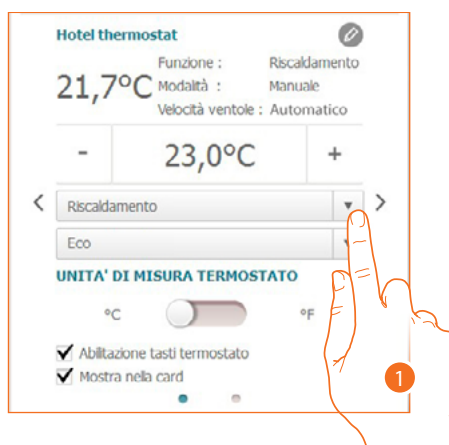 Hotel thermostat
21,7°C
Funzione : Riscaldamento
Modalità : Manuale
Velocità ventole : Automatico
- 23,0°C +
< Riscaldamento ▼ >
Eco
UNITA' DI MISURA TERMOSTATO
°C °F
Abilitazione tasti termostato
Mostra nella card
1